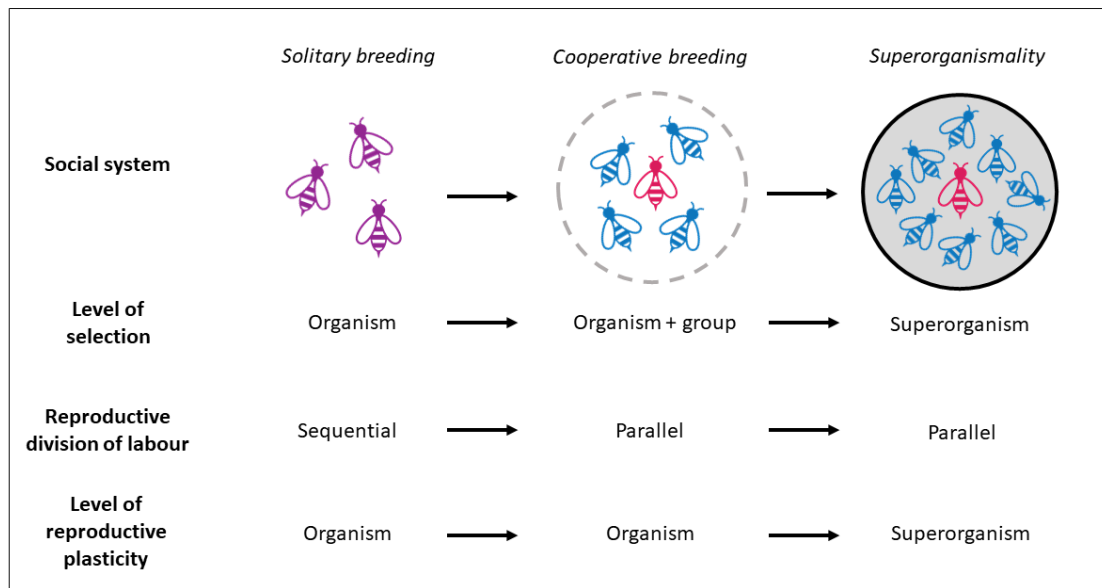 Solitary breeding
Cooperative breeding
Superorganismality
Social system
Level of
selection
Organism
Organism + group
Superorganism
Reproductive
division of labour
Sequential
Parallel
Parallel
Level of
reproductive
plasticity
Organism
Organism
Superorganism